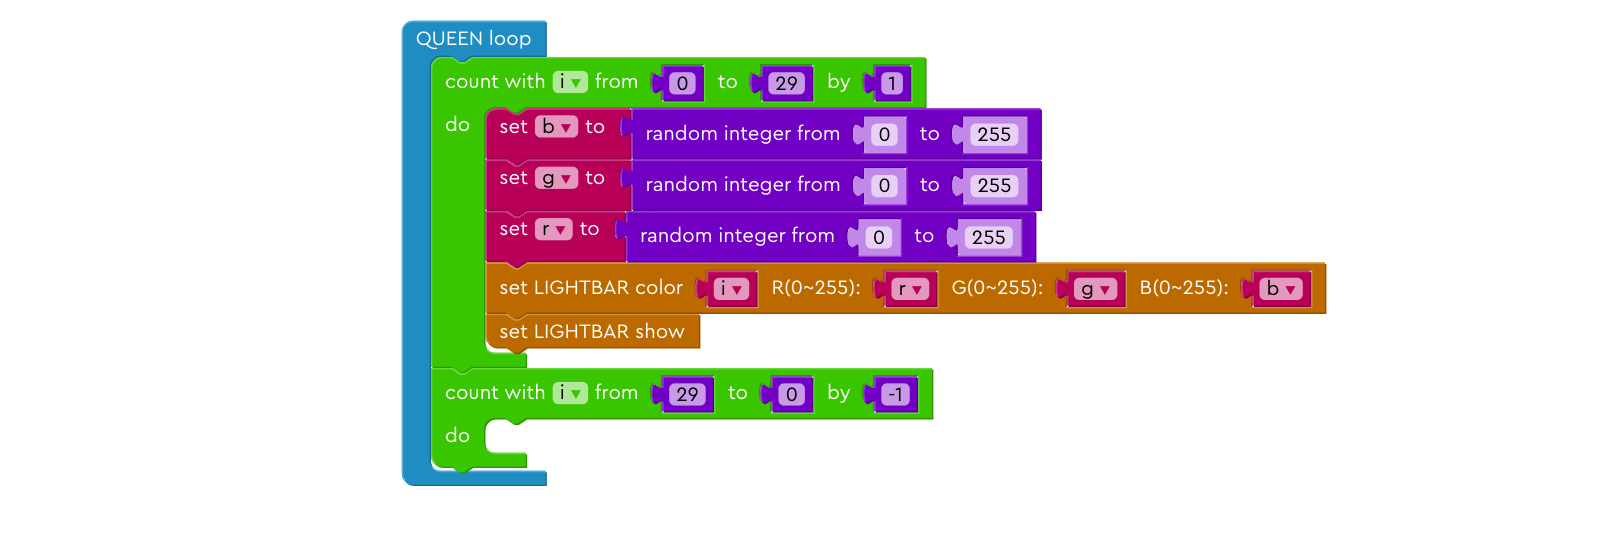 QUEEN loop
count with i ▾ from 0 to 29 by 1
do
set b ▾ to random integer from 0 to 255
set g ▾ to random integer from 0 to 255
set r ▾ to random integer from 0 to 255
set LIGHTBAR color i ▾ R(0~255): r ▾ G(0~255): g ▾ B(0~255): b ▾
set LIGHTBAR show
count with i ▾ from 29 to 0 by -1
do